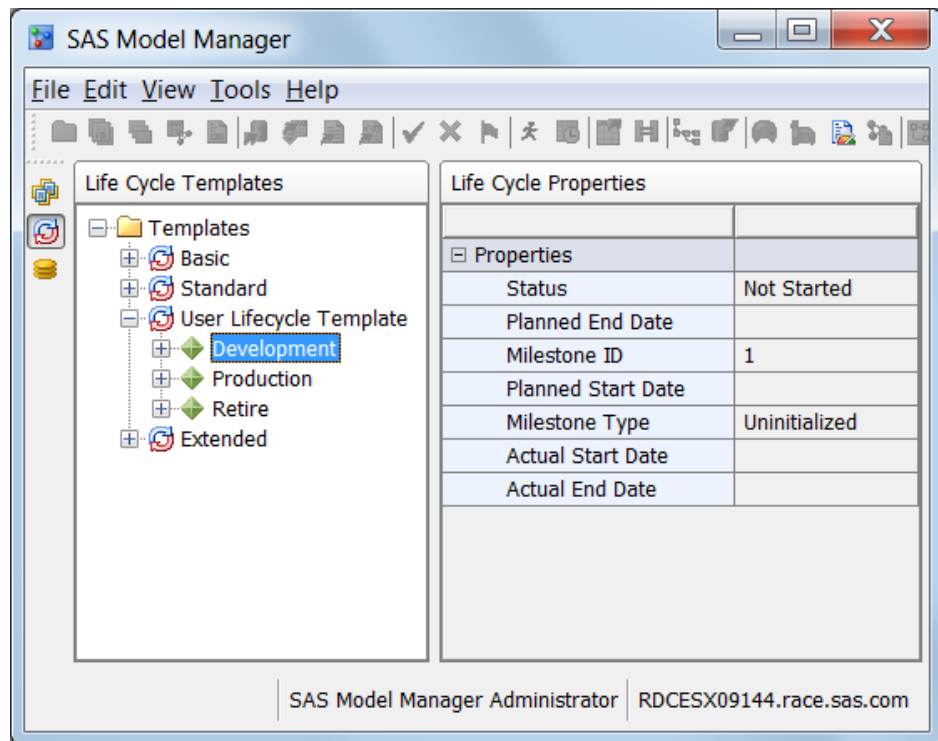 SAS Model Manager
File Edit View Tools Help
Life Cycle Templates
Templates
Basic
Standard
User Lifecycle Template
Development
Production
Retire
Extended
Life Cycle Properties
Properties
Status Not Started
Planned End Date
Milestone ID 1
Planned Start Date
Milestone Type Uninitialized
Actual Start Date
Actual End Date
SAS Model Manager Administrator RDCESX09144.race.sas.com